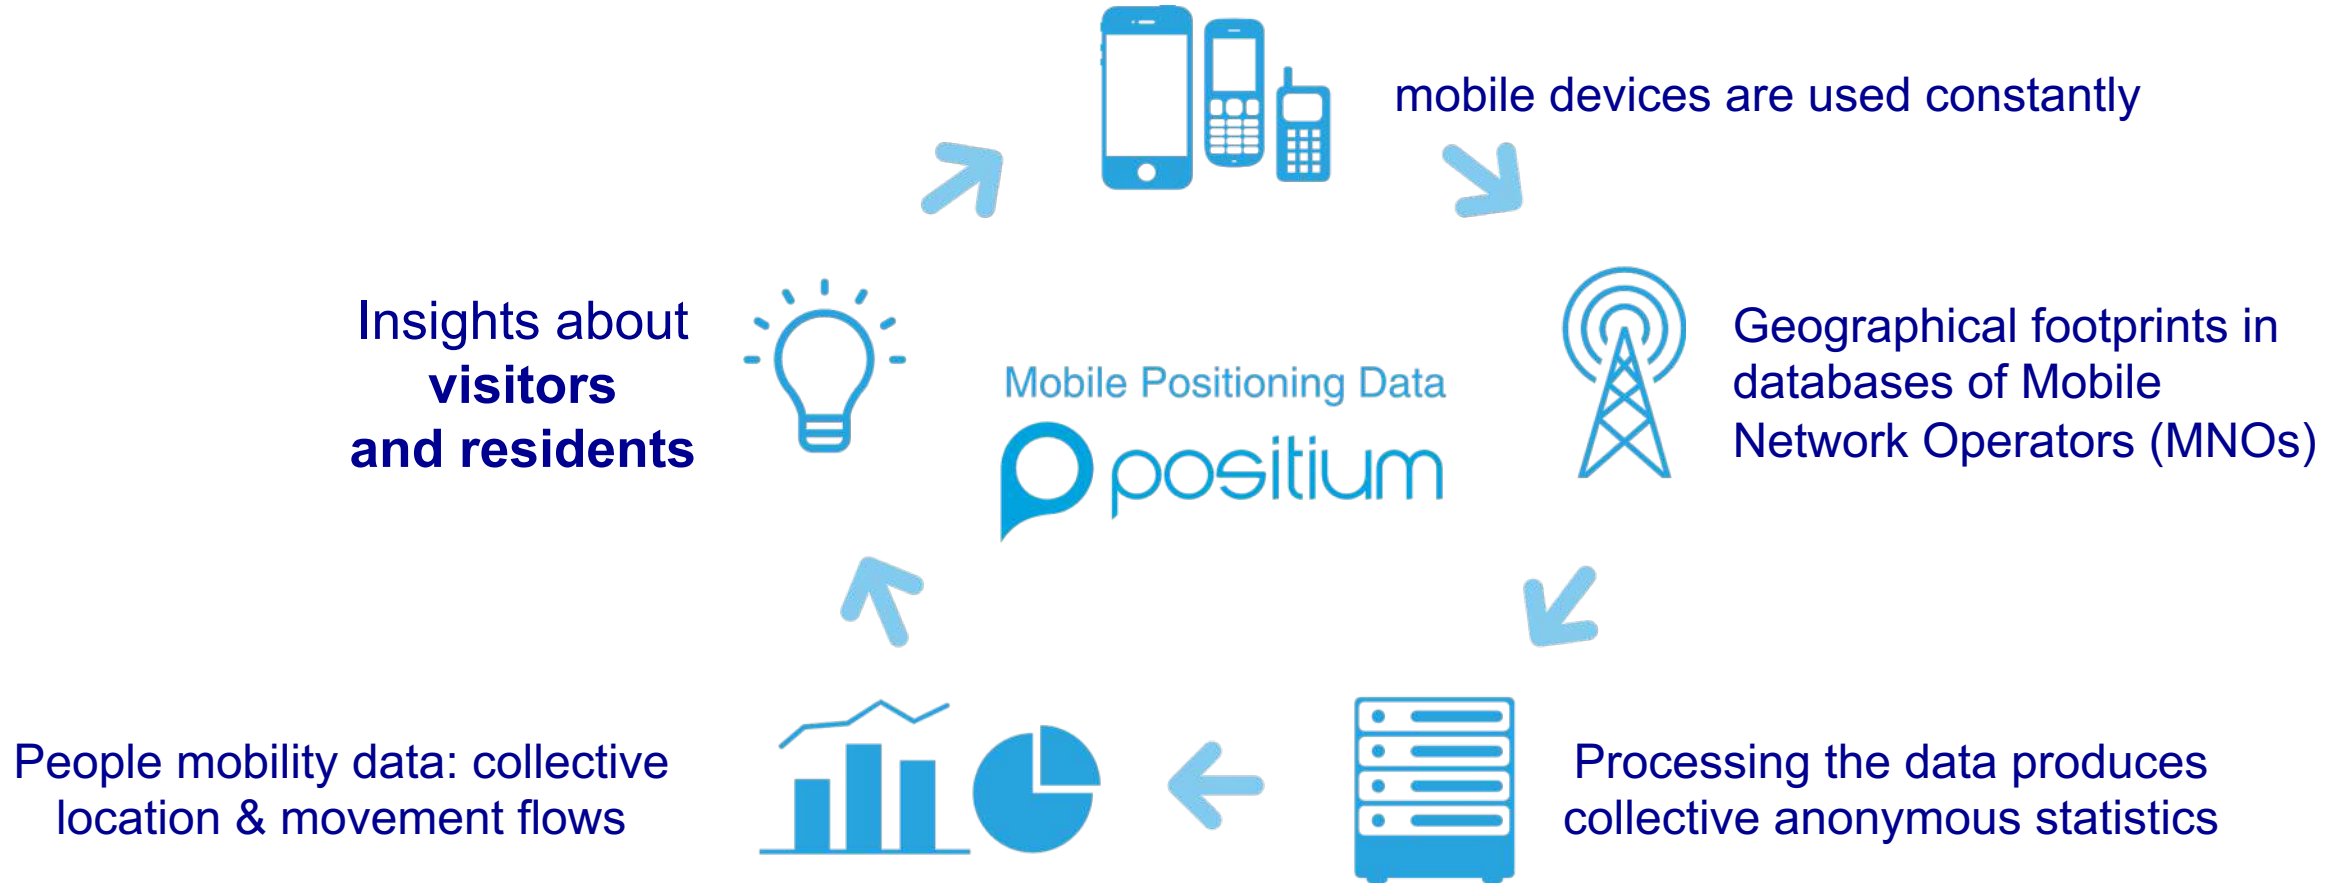 mobile devices are used constantly
Geographical footprints in
databases of Mobile
Network Operators (MNOs)
Processing the data produces
collective anonymous statistics
People mobility data: collective
location & movement flows
Insights about
visitors
and residents
Mobile Positioning Data
positium